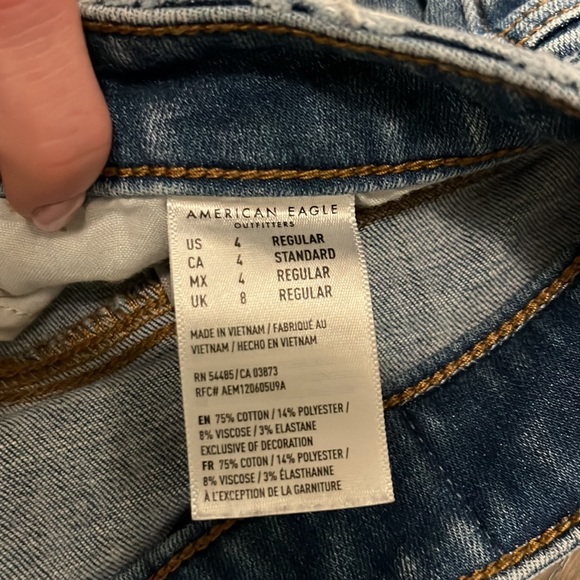 AMERICAN EAGLE
OUTFITTERS
US 4 REGULAR
CA 4 STANDARD
MX 4 REGULAR
UK 8 REGULAR
MADE IN VIETNAM / FABRIQUÉ AU
VIETNAM / HECHO EN VIETNAM
RN 54485/CA 03873
RFC# AEM120605U9A
EN 75% COTTON / 14% POLYESTER /
8% VISCOSE / 3% ELASTANE
EXCLUSIVE OF DECORATION
FR 75% COTON / 14% POLYESTER /
8% VISCOSE / 3% ÉLASTHANNE
À L'EXCEPTION DE LA GARNITURE